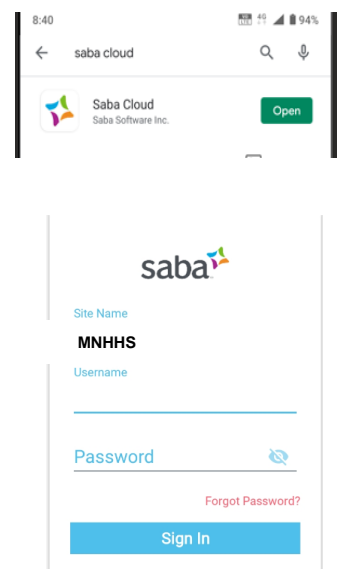 8:40
4G
94%
saba cloud
Saba Cloud
Saba Software Inc.
Open
saba
Site Name
MNHHS
Username
Password
Forgot Password?
Sign In